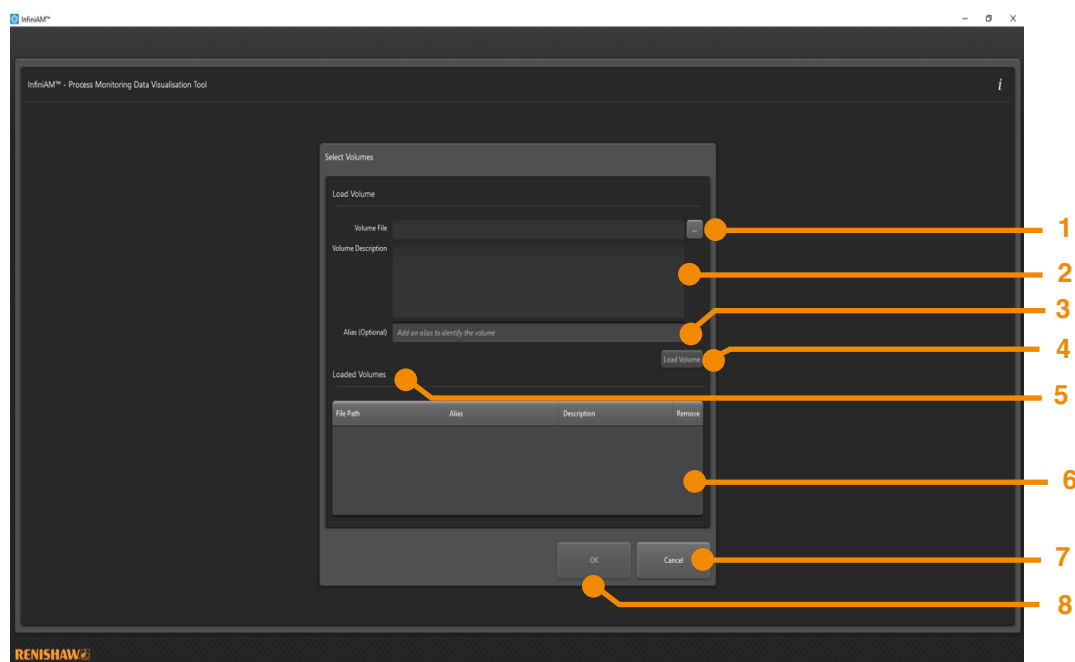 InfiniAM™
InfiniAM™ - Process Monitoring Data Visualisation Tool
i
Select Volumes
Load Volume
Volume File
...
1
Volume Description
2
3
Alias (Optional)
Add an alias to identify the volume
4
Load Volume
Loaded Volumes
5
File Path Alias Description Remove
6
OK Cancel
7
8
RENISHAW